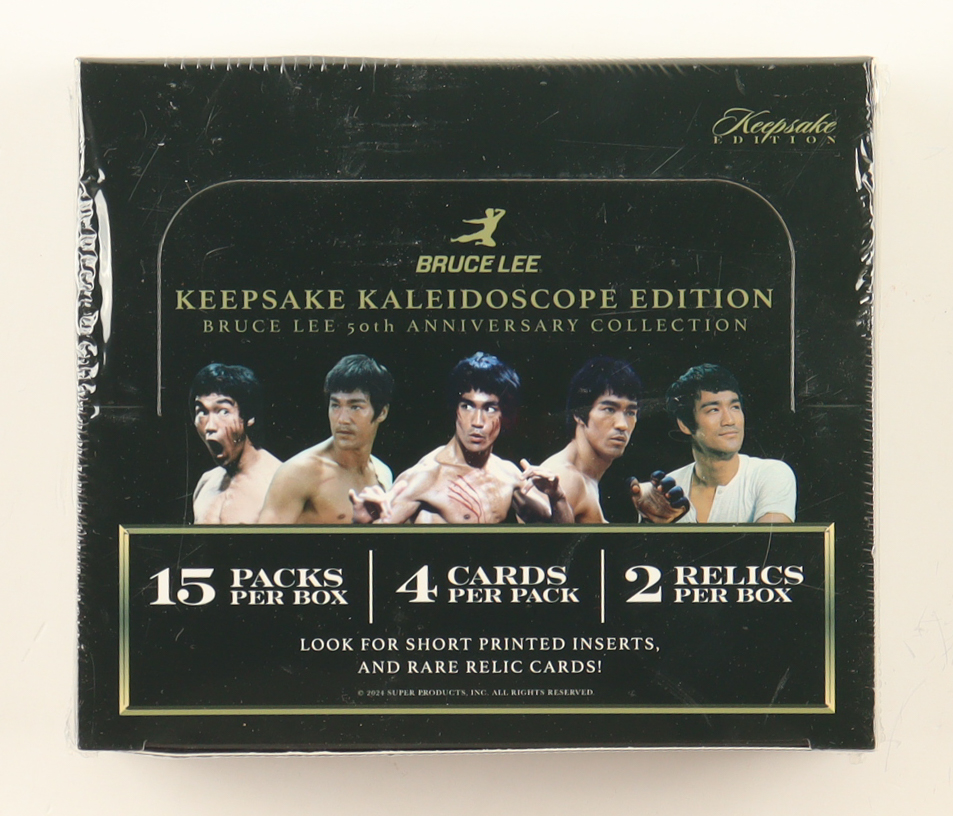 Keepsake
EDITION
BRUCE LEE
KEEPSAKE KALEIDOSCOPE EDITION
BRUCE LEE 50th ANNIVERSARY COLLECTION
15 PACKS PER BOX
4 CARDS PER PACK
2 RELICS PER BOX
LOOK FOR SHORT PRINTED INSERTS,
AND RARE RELIC CARDS!
© 2024 SUPER PRODUCTS, INC. ALL RIGHTS RESERVED.